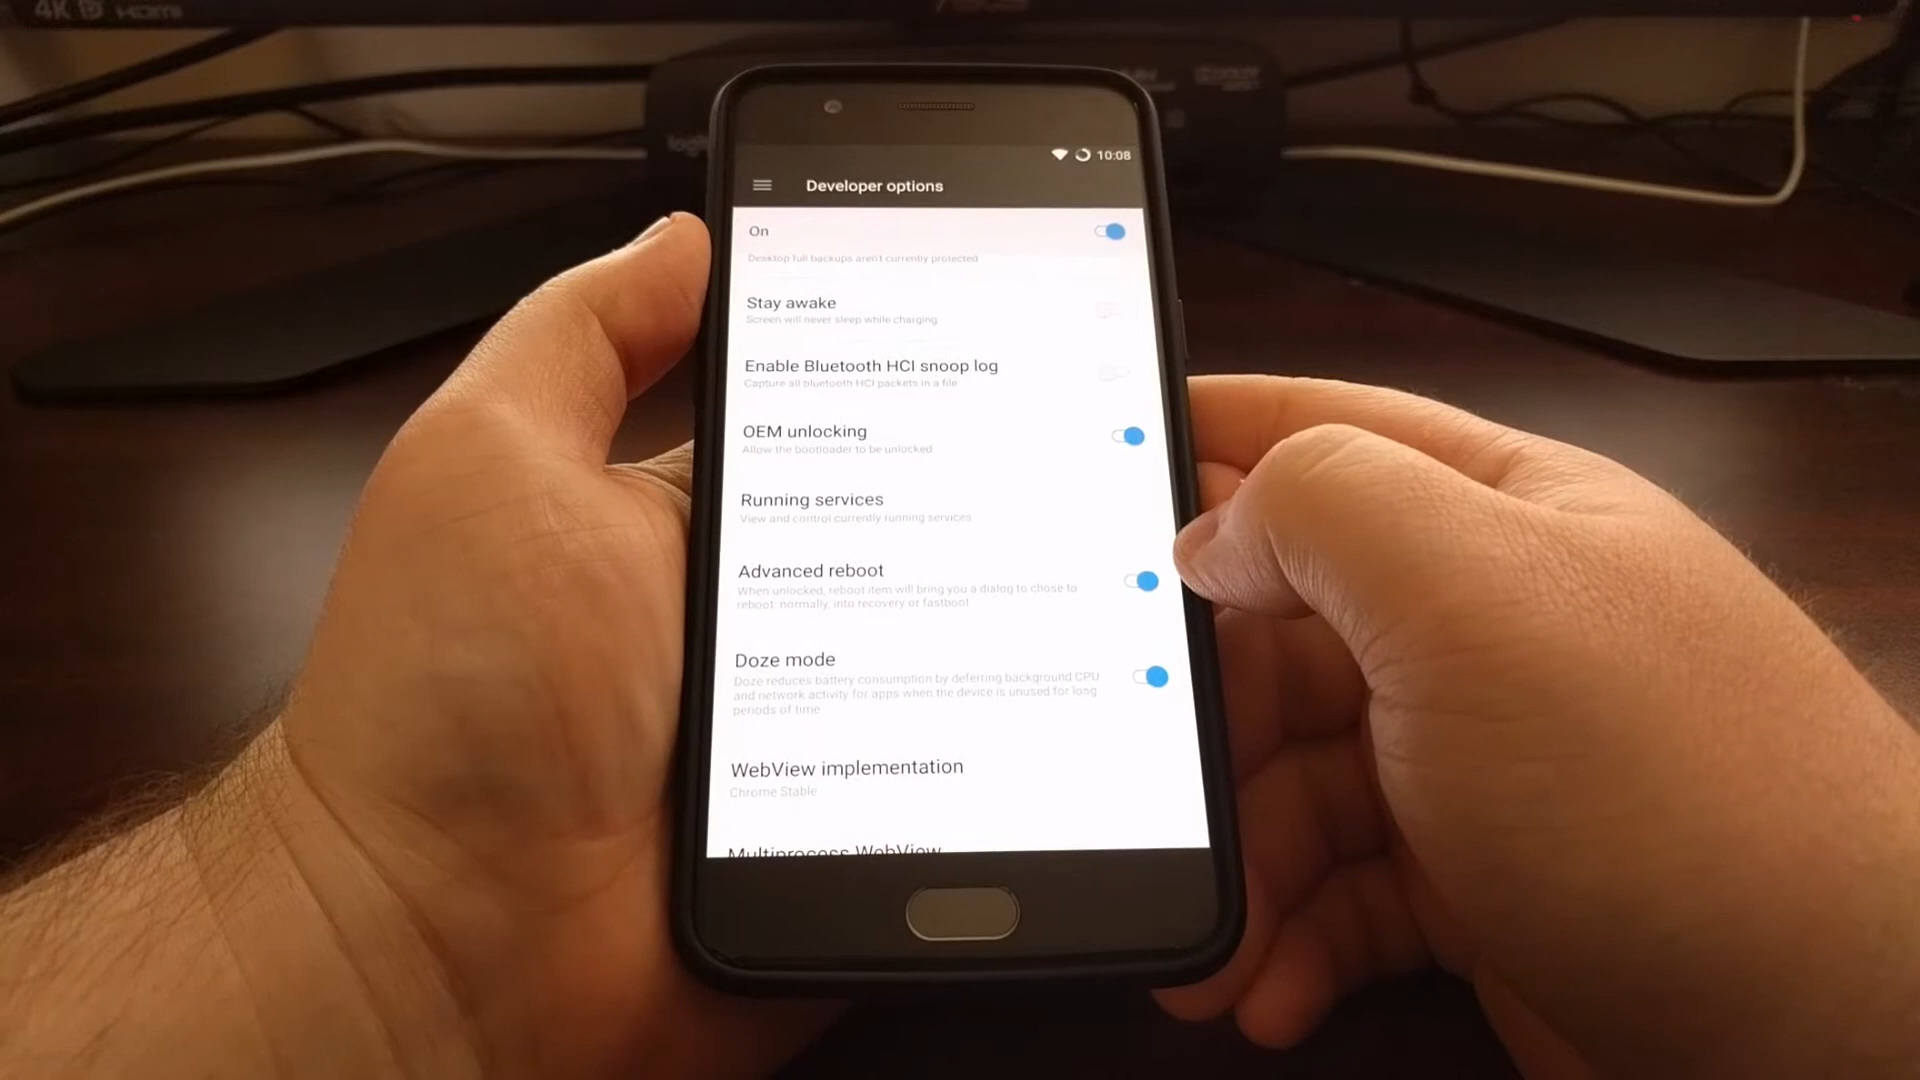 4K HDMI
logi
10:08
Developer options
On
Desktop full backups aren't currently protected
Stay awake
Screen will never sleep while charging
Enable Bluetooth HCI snoop log
Capture all bluetooth HCI packets in a file
OEM unlocking
Allow the bootloader to be unlocked
Running services
View and control currently running services
Advanced reboot
When unlocked, reboot item will bring you a dialog to chose to
reboot: normally, into recovery or fastboot
Doze mode
Doze reduces battery consumption by deferring background CPU
and network activity for apps when the device is unused for long
periods of time
WebView implementation
Chrome Stable
Multiprocess WebView